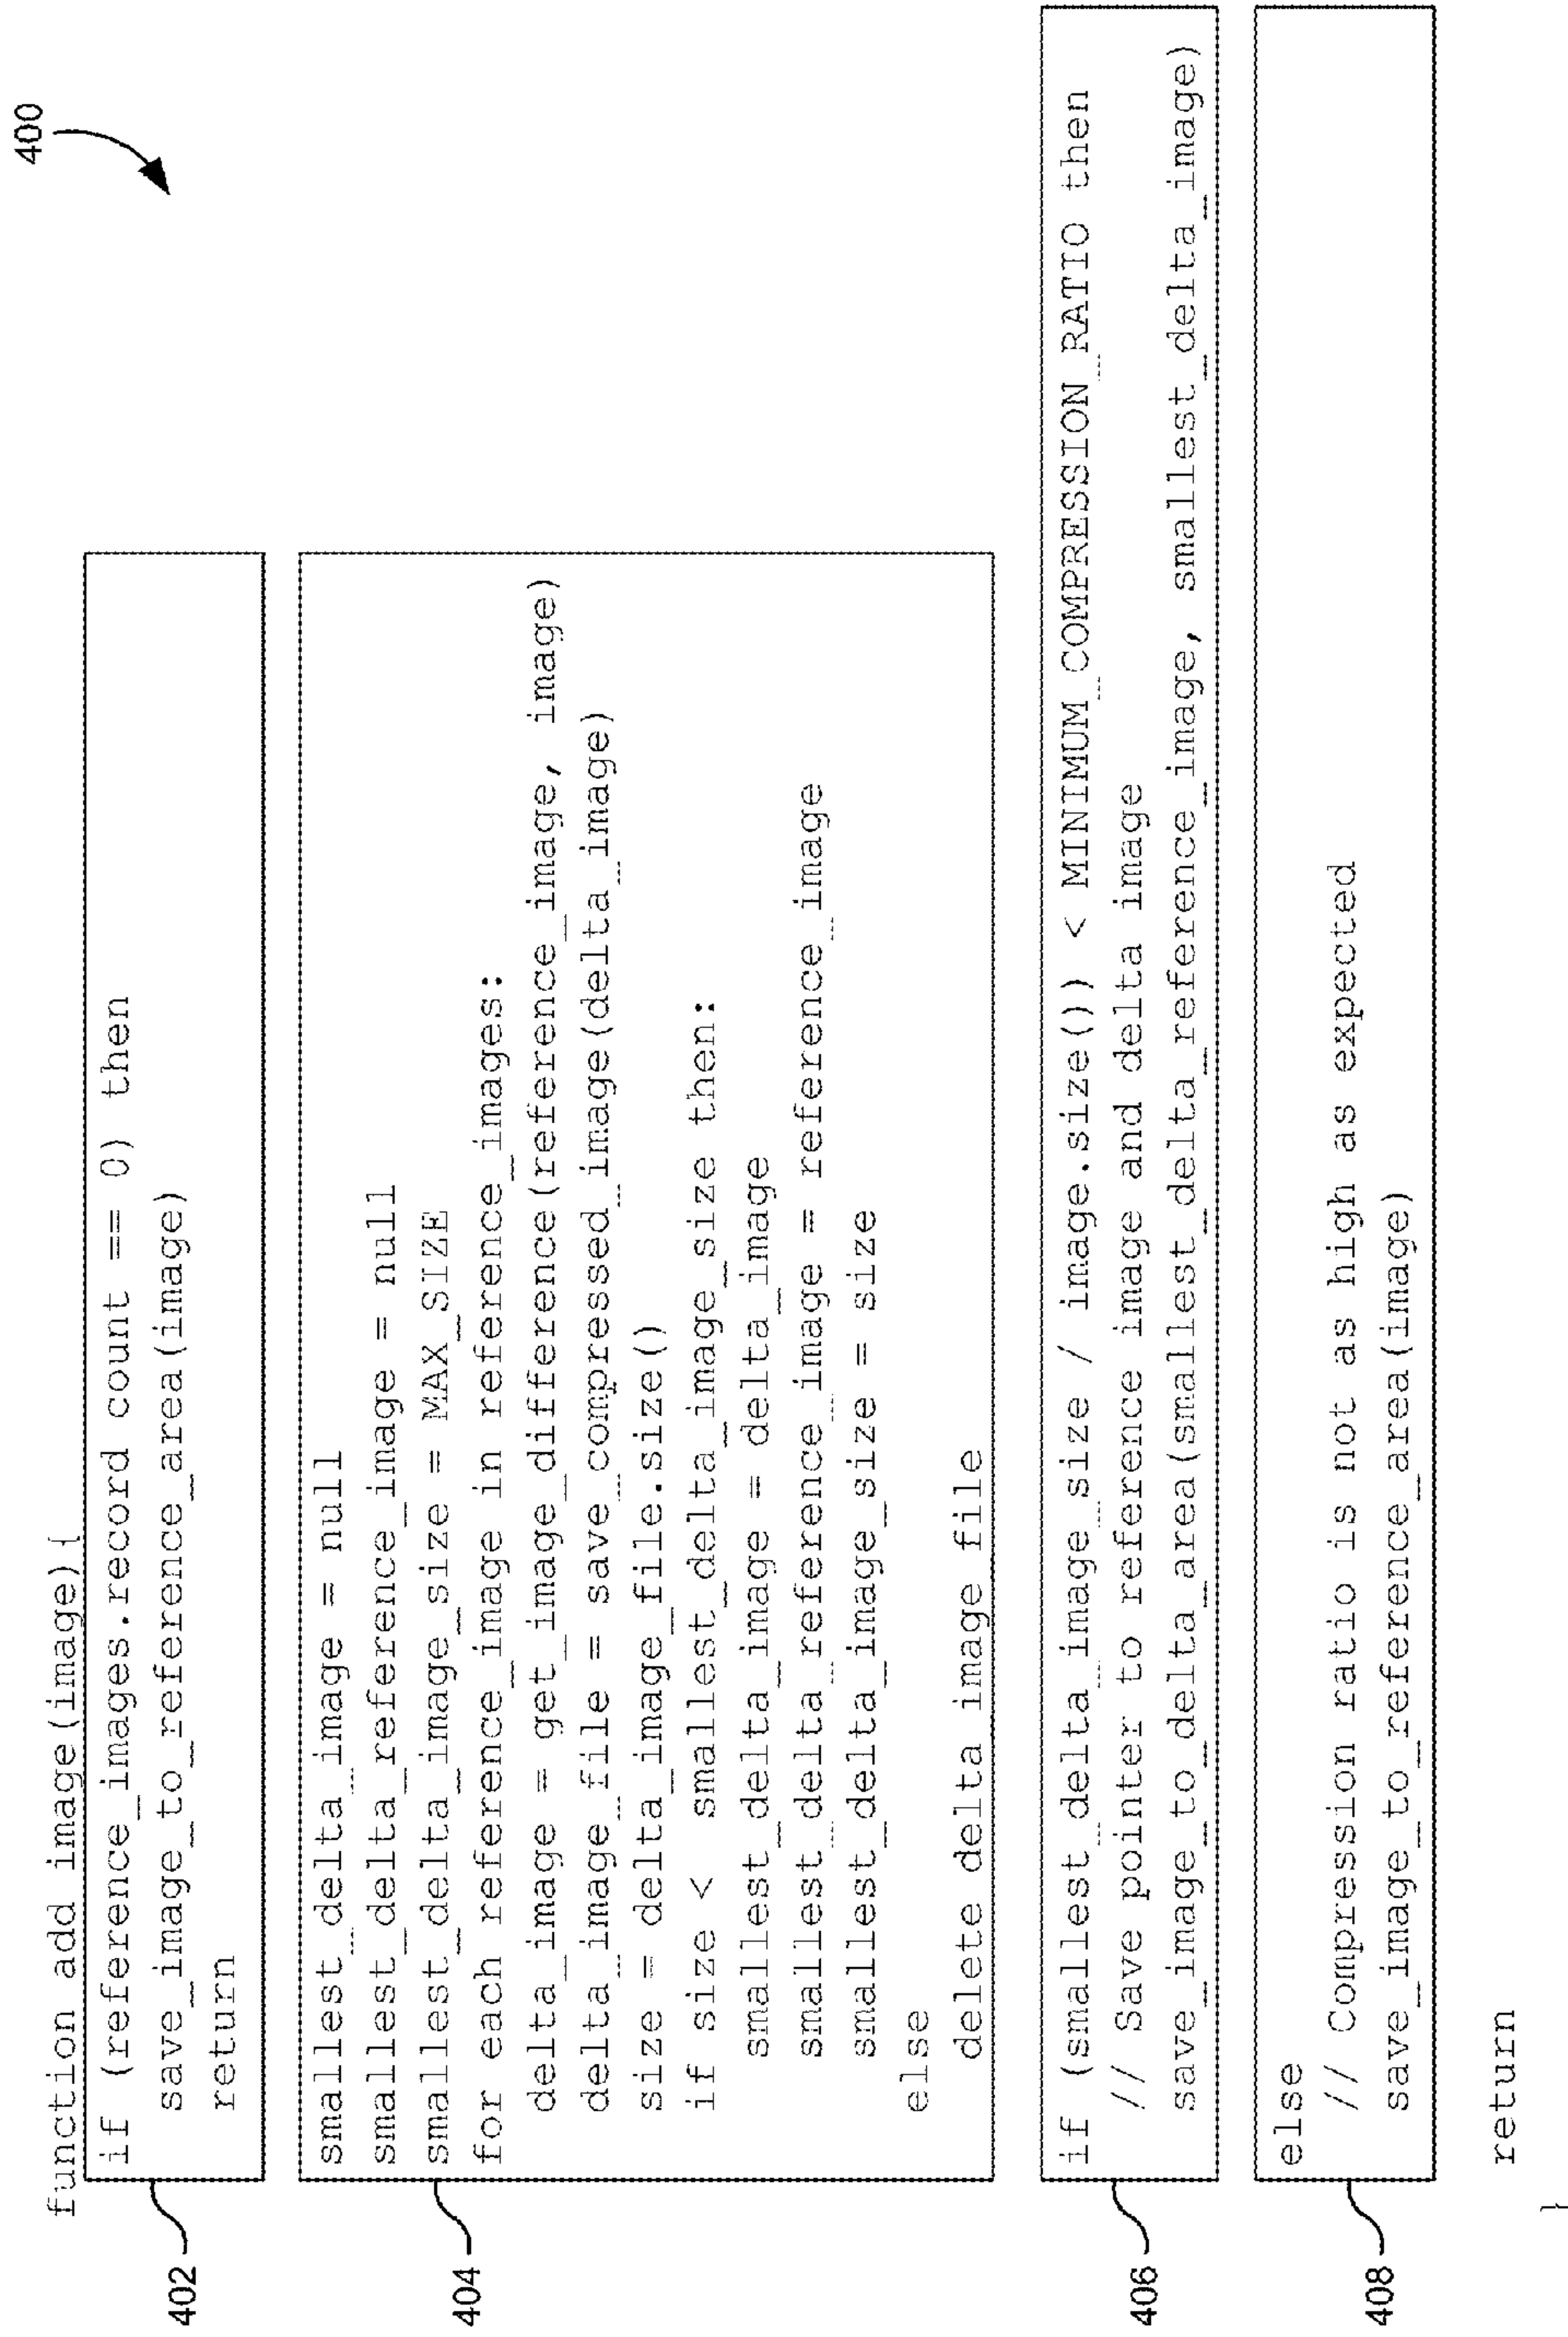 400
function add image(image){
402
if (reference_images.record count == 0) then
save_image_to_reference_area(image)
return
404
smallest_delta_image = null
smallest_delta_reference_image = null
smallest_delta_image_size = MAX_SIZE
for each reference_image in reference_images:
delta_image = get_image_difference(reference_image, image)
delta_image_file = save_compressed_image(delta_image)
size = delta_image_file.size()
if size < smallest_delta_image_size then:
smallest_delta_image = delta_image
smallest_delta_reference_image = reference_image
smallest_delta_image_size = size
else
delete delta image file
406
if (smallest_delta_image_size / image.size()) < MINIMUM_COMPRESSION_RATIO then
// Save pointer to reference image and delta image
save_image_to_delta_area(smallest_delta_reference_image, smallest_delta_image)
408
else
// Compression ratio is not as high as expected
save_image_to_reference_area(image)
return
}